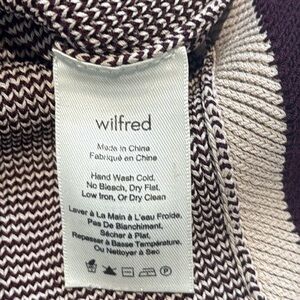 wilfred
Made in China
Fabriqué en Chine
Hand Wash Cold,
No Bleach, Dry Flat,
Low Iron, Or Dry Clean
Laver à La Main à L'eau Froide,
Pas De Blanchiment,
Sécher à Plat,
Repasser à Basse Température,
Ou Nettoyer à Sec